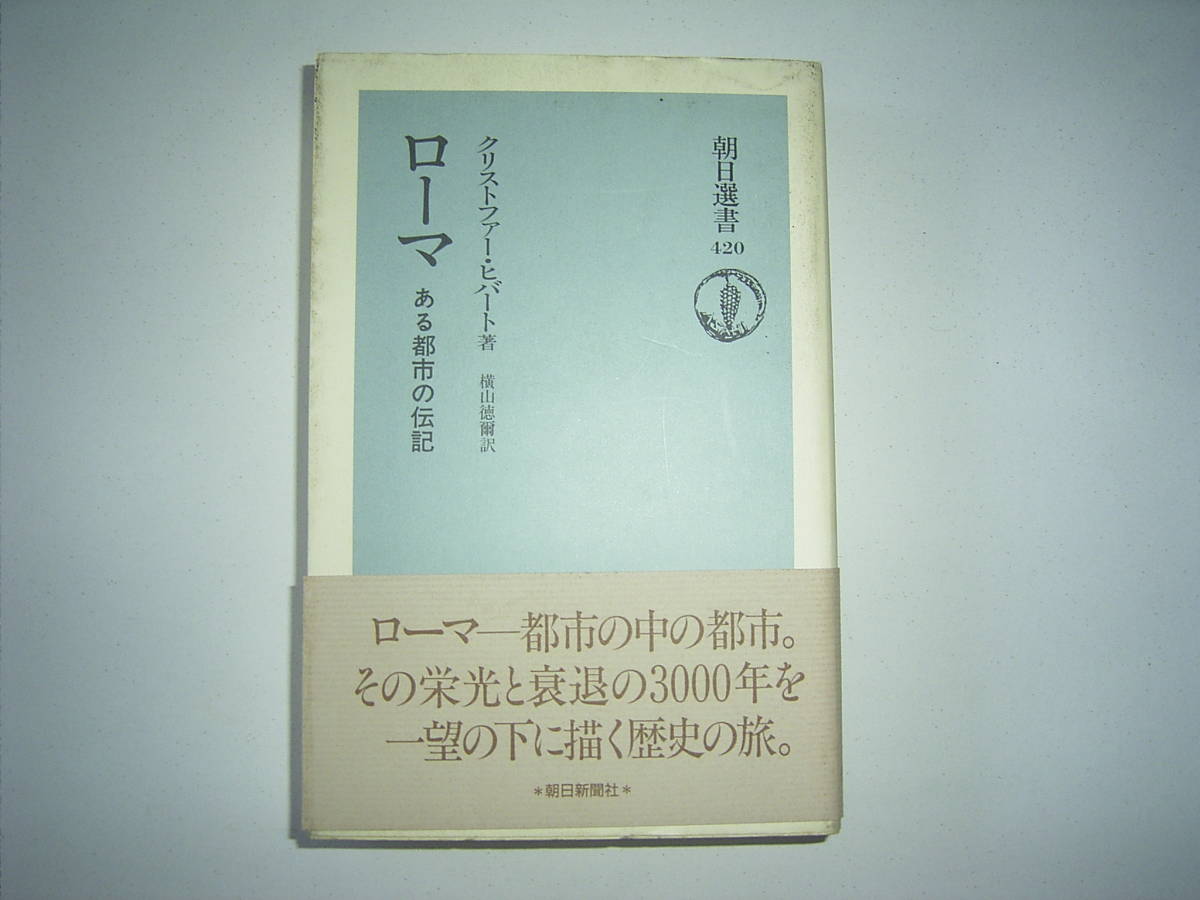 朝日選書
420
クリストファー・ヒバート著 横山徳爾訳
ローマ ある都市の伝記
ローマ―都市の中の都市。
その栄光と衰退の3000年を
一望の下に描く歴史の旅。
*朝日新聞社*